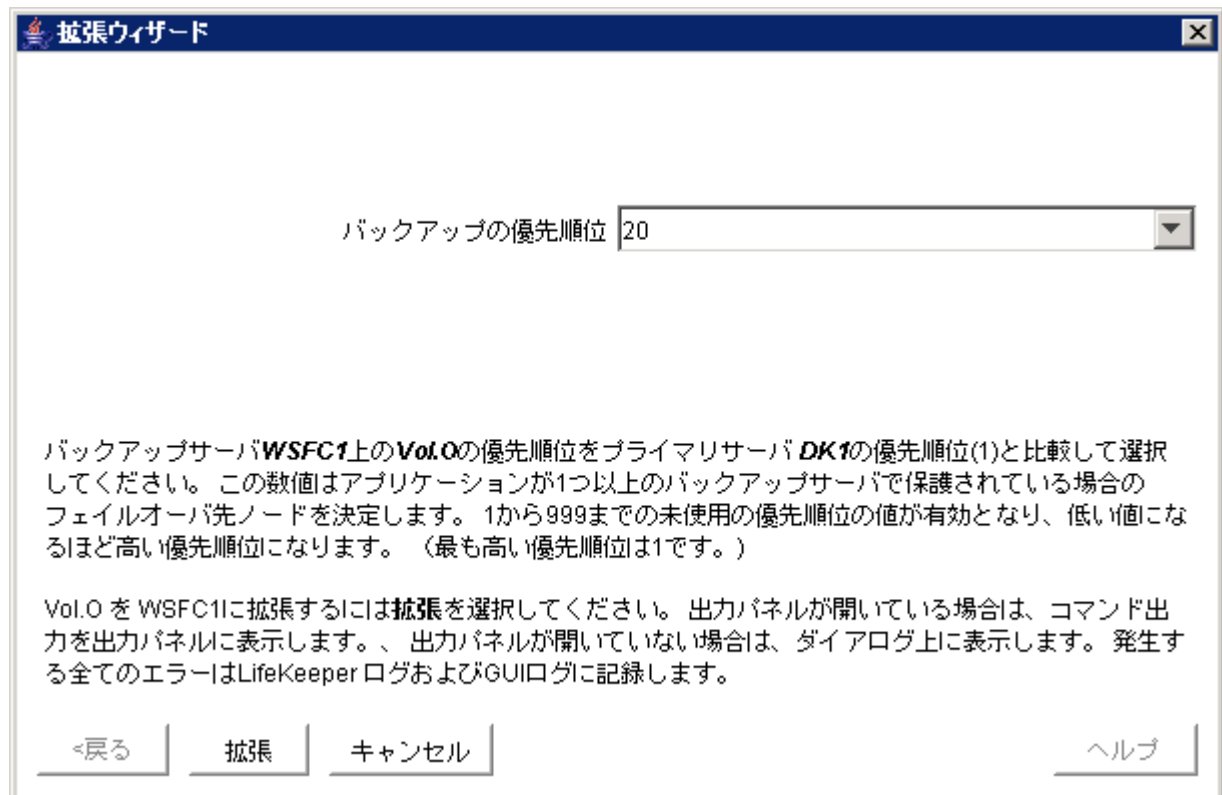 拡張ウィザード
バックアップの優先順位 20
バックアップサーバWSFC1上のVol.Oの優先順位をプライマリサーバ DK1の優先順位(1)と比較して選択
してください。 この数値はアプリケーションが1つ以上のバックアップサーバで保護されている場合の
フェイルオーバ先ノードを決定します。 1から999までの未使用の優先順位の値が有効となり、低い値にな
るほど高い優先順位になります。 （最も高い優先順位は1です。)
Vol.O を WSFC1に拡張するには拡張を選択してください。 出力パネルが開いている場合は、コマンド出
力を出力パネルに表示します。、 出力パネルが開いていない場合は、ダイアログ上に表示します。 発生す
る全てのエラーはLifeKeeper ログおよびGUIログに記録します。
<戻る 拡張 キャンセル ヘルプ